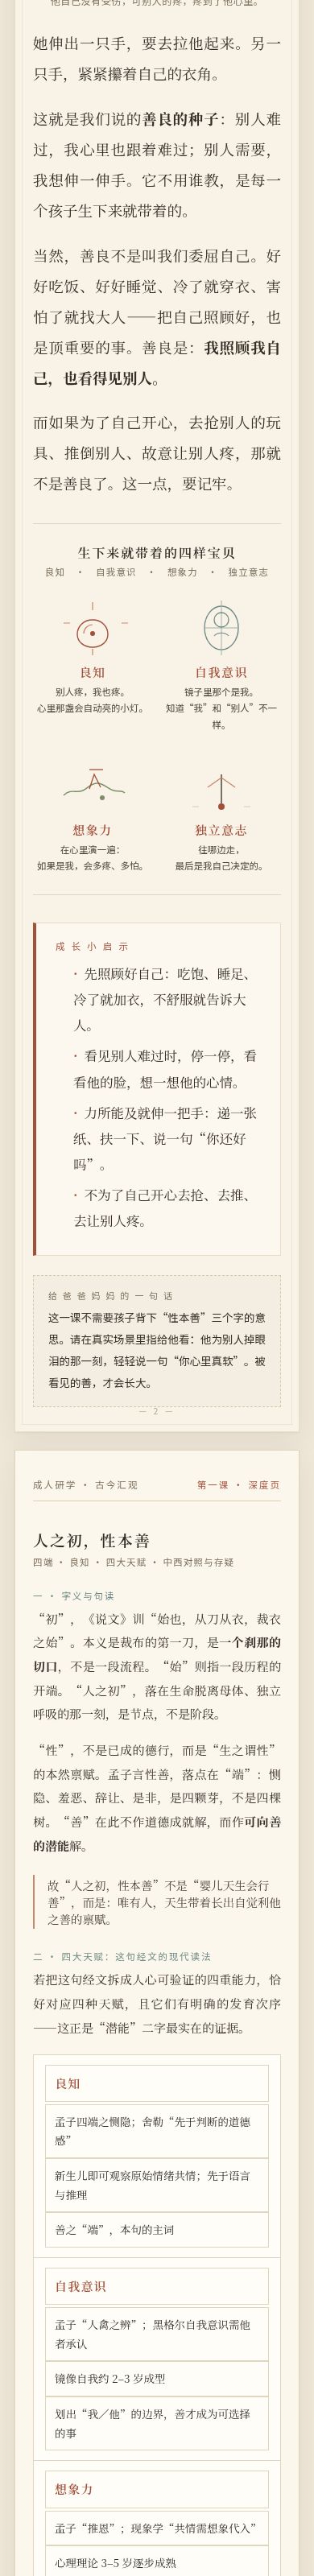 他自己没有受伤，可别人的疼，疼到了他心里。
她伸出一只手，要去拉他起来。另一
只手，紧紧攥着自己的衣角。
这就是我们说的善良的种子：别人难
过，我心里也跟着难过；别人需要，
我想伸一伸手。它不用谁教，是每一
个孩子生下来就带着的。
当然，善良不是叫我们委屈自己。好
好吃饭、好好睡觉、冷了就穿衣、害
怕了就找大人——把自己照顾好，也
是顶重要的事。善良是：我照顾我自
己，也看得见别人。
而如果为了自己开心，去抢别人的玩
具、推倒别人、故意让别人疼，那就
不是善良了。这一点，要记牢。
生下来就带着的四样宝贝
良知 • 自我意识 • 想象力 • 独立意志
良知
别人疼，我也疼。
心里那盏会自动亮的小灯。
自我意识
镜子里那个是我。
知道“我”和“别人”不一
样。
想象力
在心里演一遍：
如果是我，会多疼、多怕。
独立意志
往哪边走，
最后是我自己决定的。
成长小启示
· 先照顾好自己：吃饱、睡足、
冷了就加衣，不舒服就告诉大
人。
· 看见别人难过时，停一停，看
看他的脸，想一想他的心情。
· 力所能及就伸一把手：递一张
纸、扶一下、说一句“你还好
吗”。
· 不为了自己开心去抢、去推、
去让别人疼。
给爸爸妈妈的一句话
这一课不需要孩子背下“性本善”三个字的意
思。请在真实场景里指给他看：他为别人掉眼
泪的那一刻，轻轻说一句“你心里真软”。被
看见的善，才会长大。
— 2 —
成人研学 • 古今汇观
第一课 • 深度页
人之初，性本善
四端 • 良知 • 四大天赋 • 中西对照与存疑
一 • 字义与句读
“初”，《说文》训“始也，从刀从衣，裁衣
之始”。本义是裁布的第一刀，是一个刹那的
切口，不是一段流程。“始”则指一段历程的
开端。“人之初”，落在生命脱离母体、独立
呼吸的那一刻，是节点，不是阶段。
“性”，不是已成的德行，而是“生之谓性”
的本然禀赋。孟子言性善，落点在“端”：恻
隐、羞恶、辞让、是非，是四颗芽，不是四棵
树。“善”在此不作道德成就解，而作可向善
的潜能解。
故“人之初，性本善”不是“婴儿天生会行
善”，而是：唯有人，天生带着长出自觉利他
之善的禀赋。
二 • 四大天赋：这句经文的现代读法
若把这句经文拆成人心可验证的四重能力，恰
好对应四种天赋，且它们有明确的发育次序
——这正是“潜能”二字最实在的证据。
良知
孟子四端之恻隐；舍勒“先于判断的道德
感”
新生儿即可观察原始情绪共情；先于语言
与推理
善之“端”，本句的主词
自我意识
孟子“人禽之辨”；黑格尔自我意识需他
者承认
镜像自我约 2–3 岁成型
划出“我／他”的边界，善才成为可选择
的事
想象力
孟子“推恩”；现象学“共情需想象代入”
心理理论 3–5 岁逐步成熟